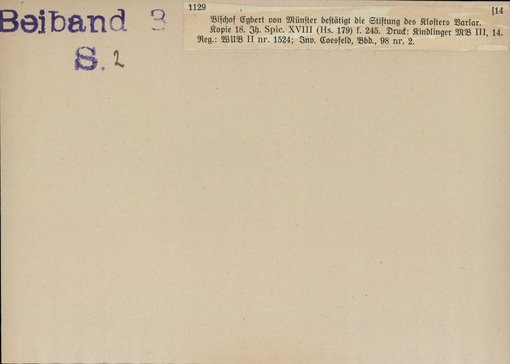 Beiband 3
S. 2
1129 [14
Bischof Egbert von Münster bestätigt die Stiftung des Klosters Varlar.
Kopie 18. Jh. Spic. XVIII (Hs. 179) f. 245. Druck: Kindlinger MB III, 14.
Reg.: WUB II nr. 1524; Inv. Coesfeld, Bbd., 98 nr. 2.